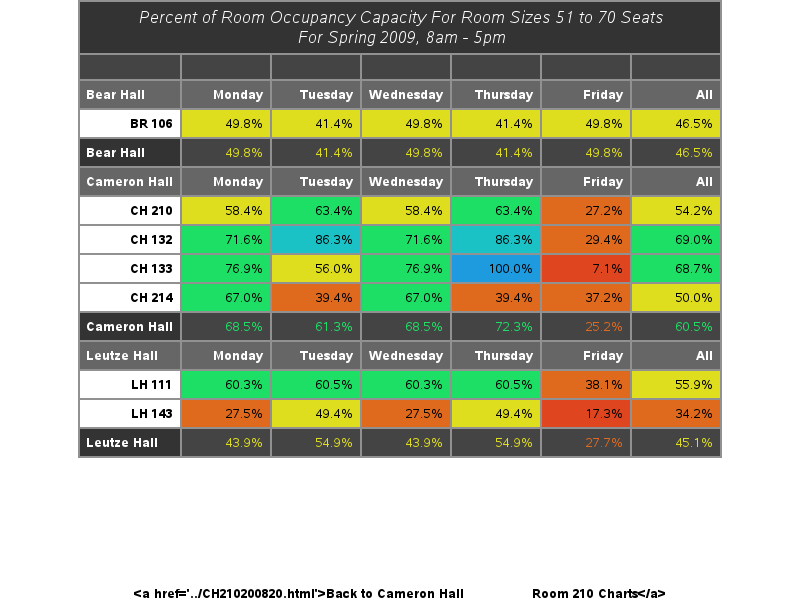 Percent of Room Occupancy Capacity For Room Sizes 51 to 70 Seats
For Spring 2009, 8am - 5pm
Bear Hall Monday Tuesday Wednesday Thursday Friday All
BR 106 49.8% 41.4% 49.8% 41.4% 49.8% 46.5%
Bear Hall 49.8% 41.4% 49.8% 41.4% 49.8% 46.5%
Cameron Hall Monday Tuesday Wednesday Thursday Friday All
CH 210 58.4% 63.4% 58.4% 63.4% 27.2% 54.2%
CH 132 71.6% 86.3% 71.6% 86.3% 29.4% 69.0%
CH 133 76.9% 56.0% 76.9% 100.0% 7.1% 68.7%
CH 214 67.0% 39.4% 67.0% 39.4% 37.2% 50.0%
Cameron Hall 68.5% 61.3% 68.5% 72.3% 25.2% 60.5%
Leutze Hall Monday Tuesday Wednesday Thursday Friday All
LH 111 60.3% 60.5% 60.3% 60.5% 38.1% 55.9%
LH 143 27.5% 49.4% 27.5% 49.4% 17.3% 34.2%
Leutze Hall 43.9% 54.9% 43.9% 54.9% 27.7% 45.1%
<a href='../CH210200820.html'>Back to Cameron Hall Room 210 Charts</a>